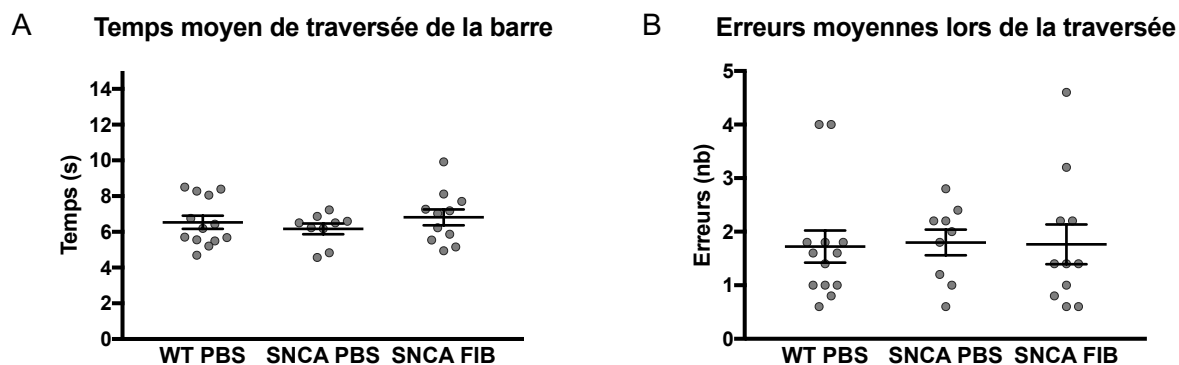 A
Temps moyen de traversée de la barre
14
12
10
8
6
4
2
0
Temps (s)
WT PBS
SNCA PBS
SNCA FIB
B
Erreurs moyennes lors de la traversée
5
4
3
2
1
0
Erreurs (nb)
WT PBS
SNCA PBS
SNCA FIB